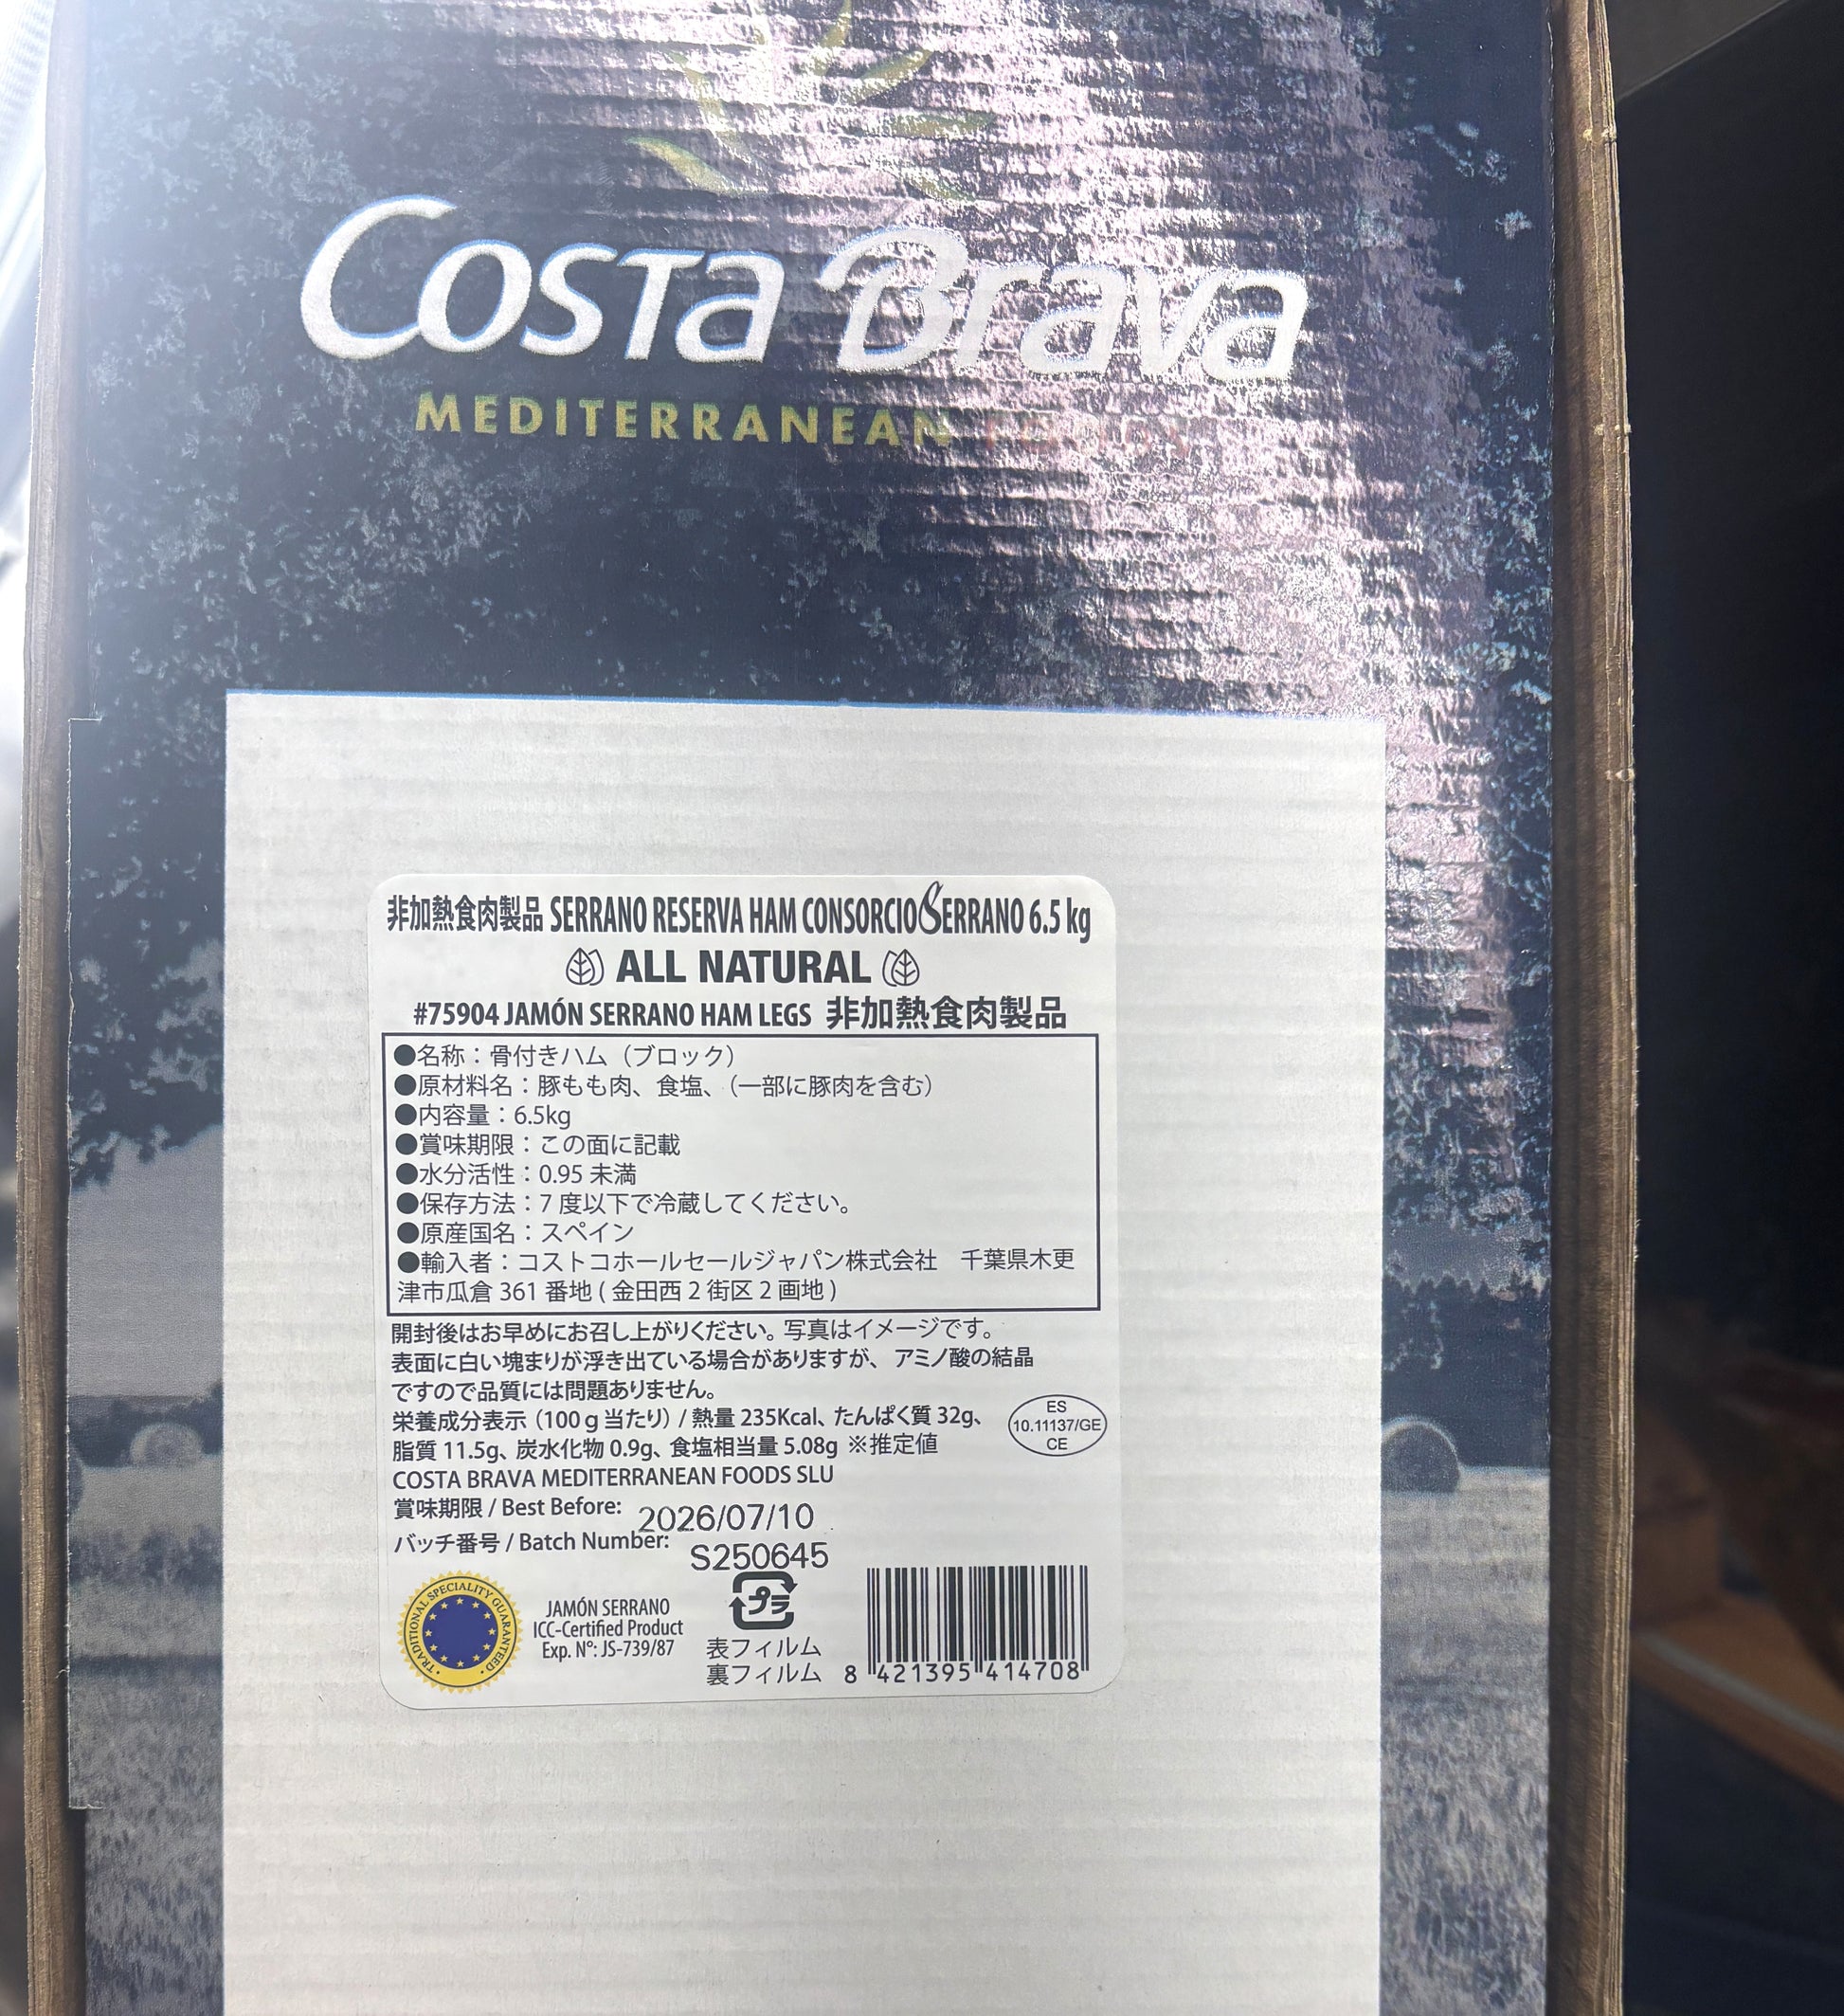 Costa Brava
MEDITERRANEAN FOODS
非加熱食肉製品 SERRANO RESERVA HAM CONSORCIO SERRANO 6.5 kg
ALL NATURAL
#75904 JAMÓN SERRANO HAM LEGS 非加熱食肉製品
●名称：骨付きハム（ブロック）
●原材料名：豚もも肉、食塩、（一部に豚肉を含む）
●内容量：6.5kg
●賞味期限：この面に記載
●水分活性：0.95 未満
●保存方法：7 度以下で冷蔵してください。
●原産国名：スペイン
●輸入者：コストコホールセールジャパン株式会社　千葉県木更
津市瓜倉 361 番地 ( 金田西 2 街区 2 画地 )
開封後はお早めにお召し上がりください。写真はイメージです。
表面に白い塊まりが浮き出ている場合がありますが、アミノ酸の結晶
ですので品質には問題ありません。
栄養成分表示（100 g 当たり）/ 熱量 235Kcal、たんぱく質 32g、
脂質 11.5g、炭水化物 0.9g、食塩相当量 5.08g ※推定値
ES
10.11137/GE
CE
COSTA BRAVA MEDITERRANEAN FOODS SLU
賞味期限 / Best Before: 2026/07/10
バッチ番号 / Batch Number: S250645
TRADITIONAL SPECIALITY GUARANTEED
JAMÓN SERRANO
ICC-Certified Product
Exp. Nº: JS-739/87
プラ
表フィルム
裏フィルム
8 421395 414708